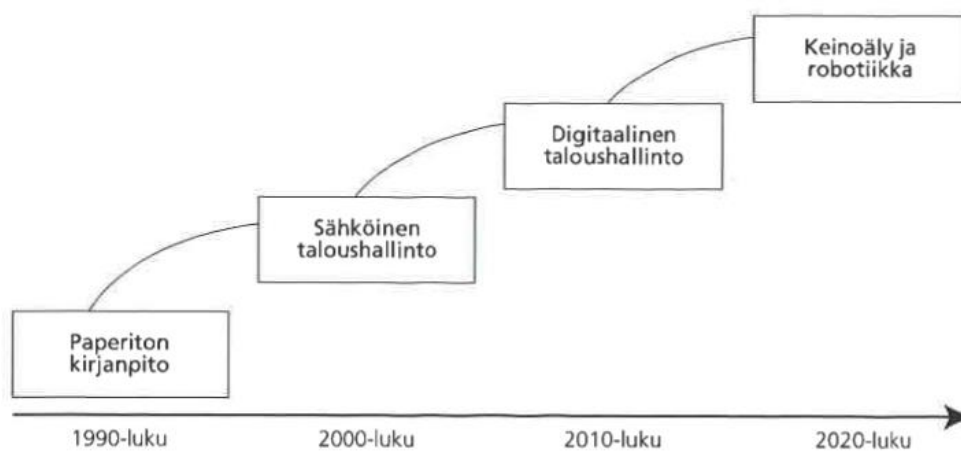 Keinoäly ja
robotiikka
Digitaalinen
taloushallinto
Sähköinen
taloushallinto
Paperiton
kirjanpito
1990-luku
2000-luku
2010-luku
2020-luku